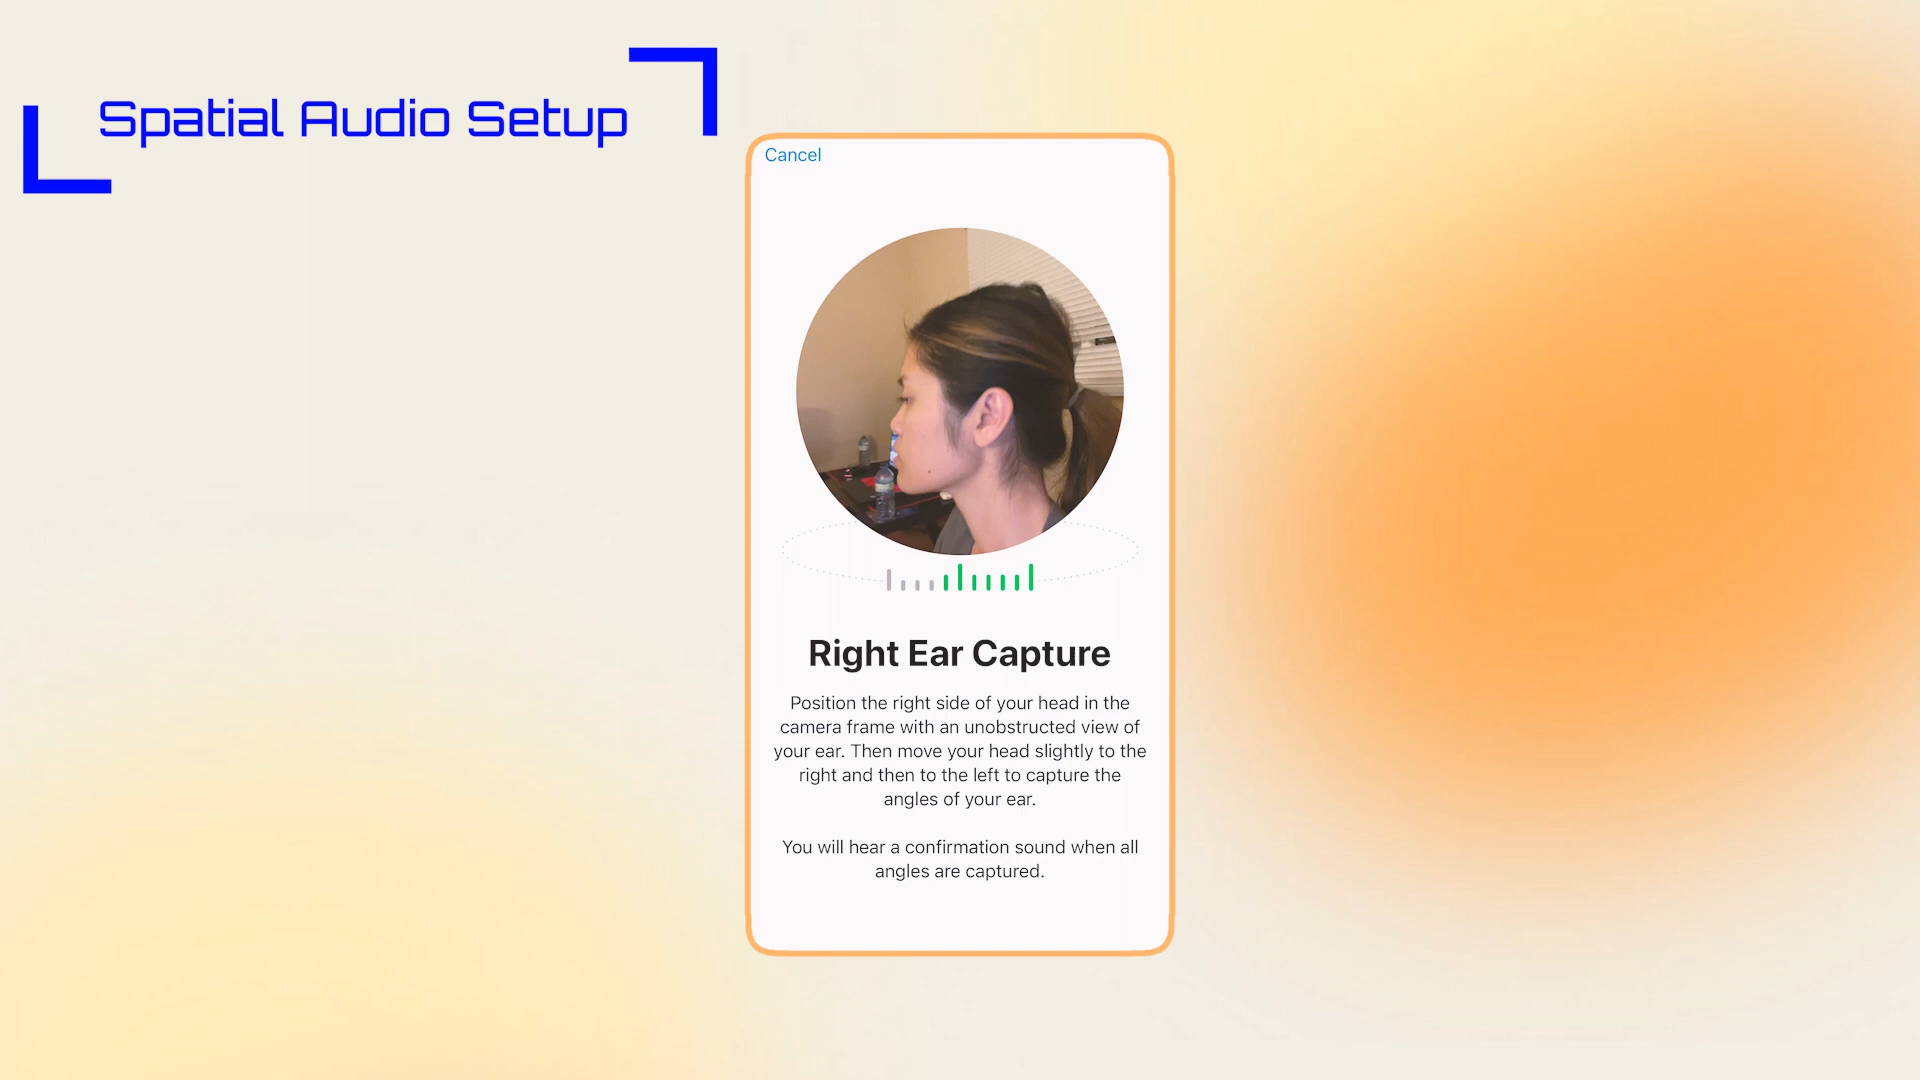 Spatial Audio Setup
Cancel
Right Ear Capture
Position the right side of your head in the
camera frame with an unobstructed view of
your ear. Then move your head slightly to the
right and then to the left to capture the
angles of your ear.
You will hear a confirmation sound when all
angles are captured.